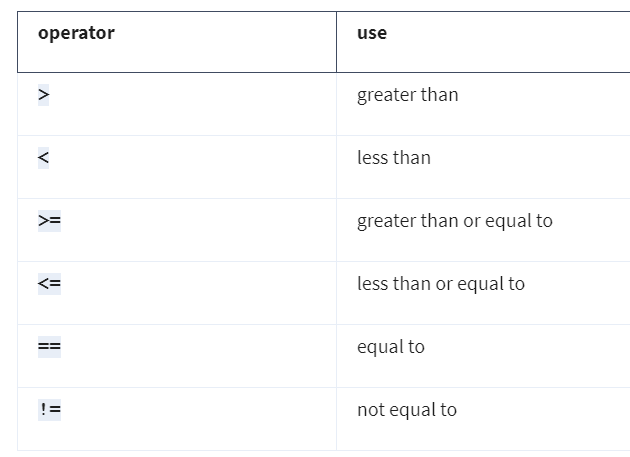 operator use
> greater than
< less than
>= greater than or equal to
<= less than or equal to
== equal to
!= not equal to